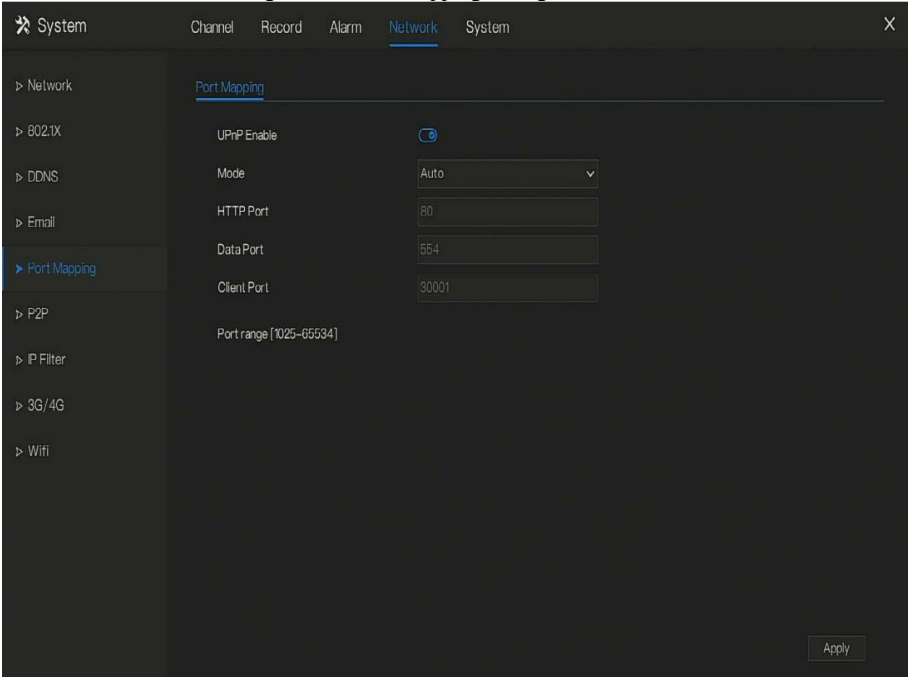 System
Channel Record Alarm Network System
X
Network
802.1X
DDNS
Email
Port Mapping
P2P
IP Filter
3G/4G
Wifi
Port Mapping
UPnP Enable
Mode Auto
HTTP Port 80
Data Port 554
Client Port 30001
Port range [1025-65534]
Apply